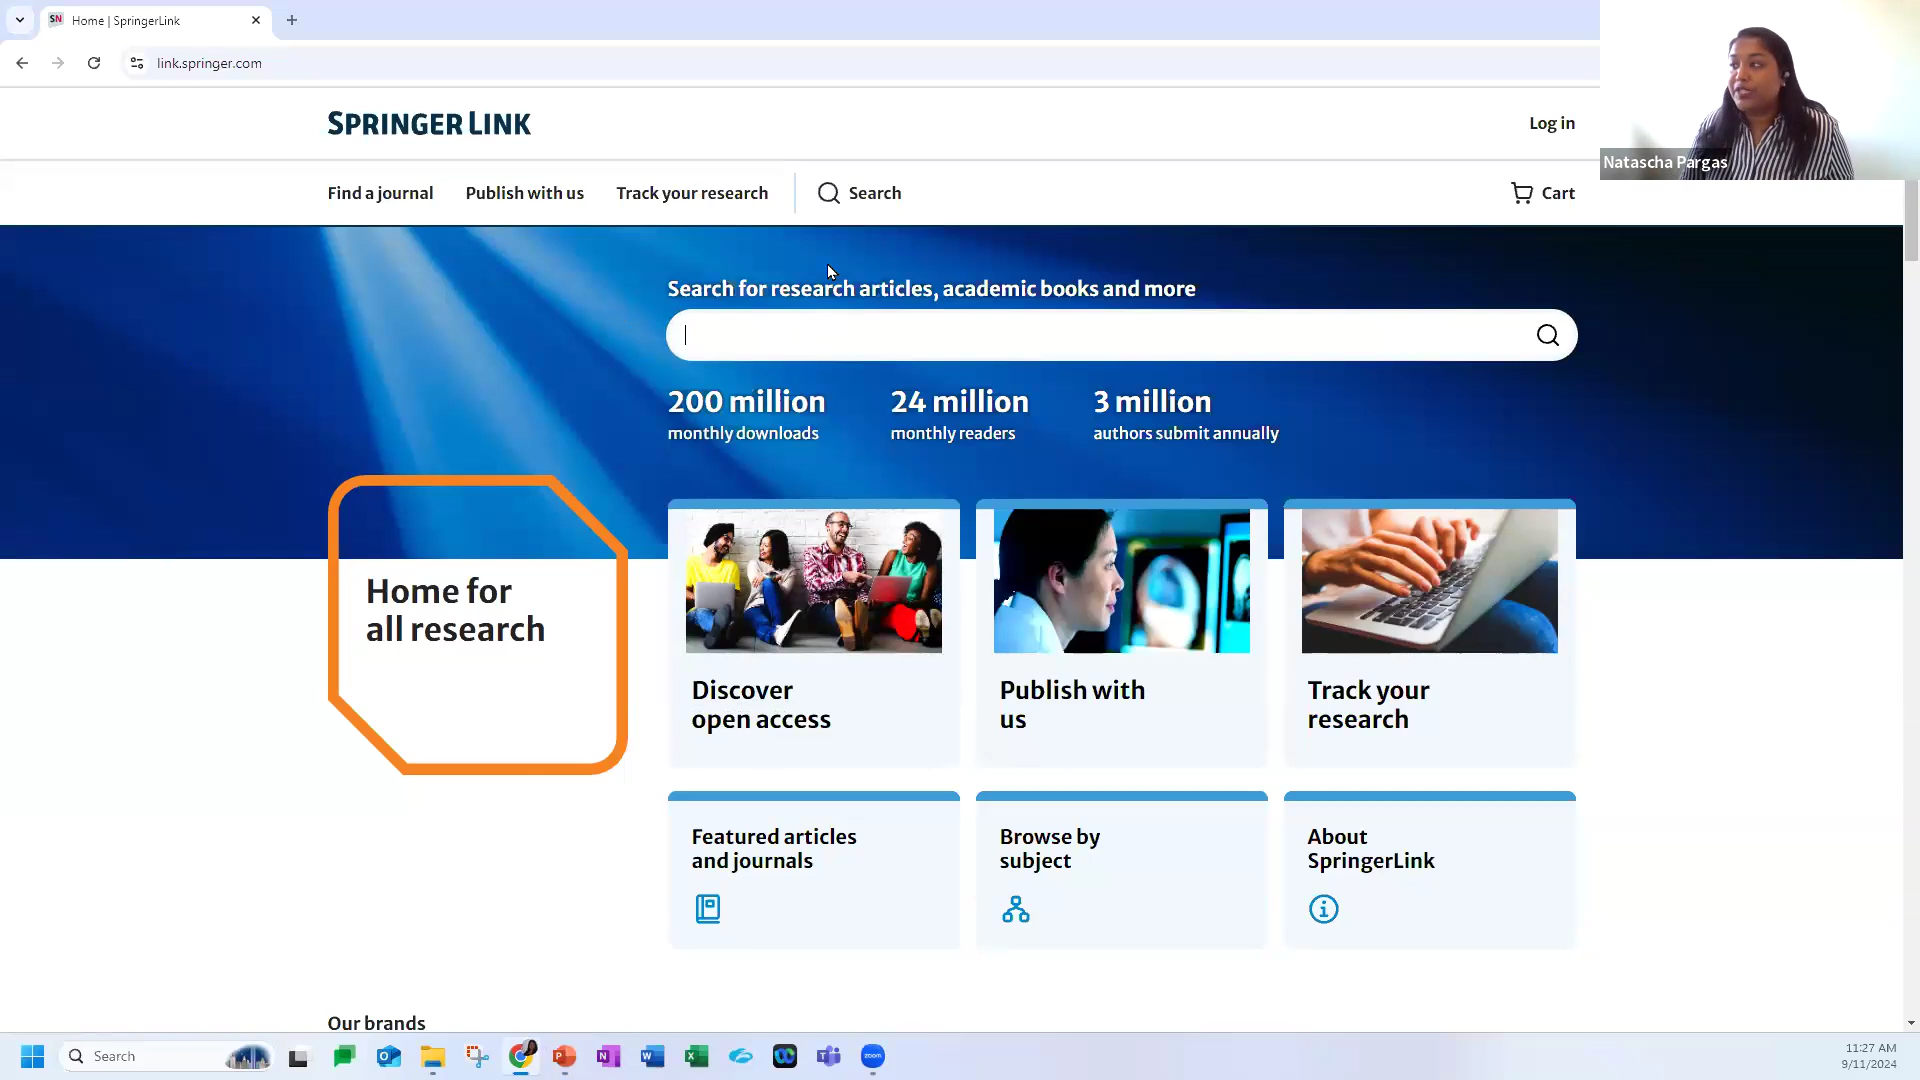 SN
Home | SpringerLink
link.springer.com
SPRINGER LINK
Log in
Natascha Pargas
Find a journal
Publish with us
Track your research
Search
Cart
Search for research articles, academic books and more
200 million
monthly downloads
24 million
monthly readers
3 million
authors submit annually
Home for
all research
Discover
open access
Publish with
us
Track your
research
Featured articles
and journals
Browse by
subject
About
SpringerLink
Our brands
Search
zoom
11:27 AM
9/11/2024